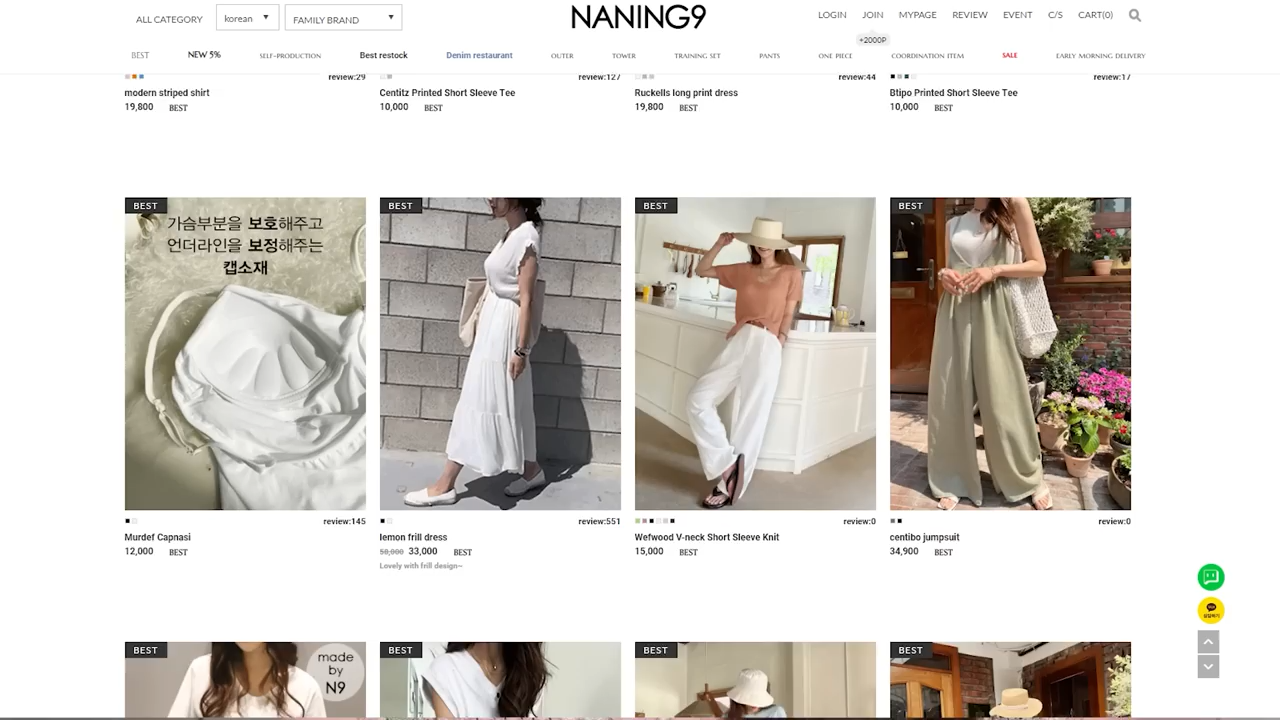 ALL CATEGORY
korean
FAMILY BRAND
NANING9
LOGIN
JOIN
MYPAGE
REVIEW
EVENT
C/S
CART(0)
+2000P
BEST
NEW 5%
SELF-PRODUCTION
Best restock
Denim restaurant
OUTER
TOWER
TRAINING SET
PANTS
ONE PIECE
COORDINATION ITEM
SALE
EARLY MORNING DELIVERY
review:29
modern striped shirt
19,800 BEST
review:127
Centitz Printed Short Sleeve Tee
10,000 BEST
review:44
Ruckells long print dress
19,800 BEST
review:17
Btipo Printed Short Sleeve Tee
10,000 BEST
BEST
가슴부분을 보호해주고
언더라인을 보정해주는
캡소재
review:145
Murdef Capnasi
12,000 BEST
BEST
review:551
lemon frill dress
58,000 33,000 BEST
Lovely with frill design~
BEST
review:0
Wefwood V-neck Short Sleeve Knit
15,000 BEST
BEST
review:0
centibo jumpsuit
34,900 BEST
상담하기
BEST
made
by
N9
BEST
BEST
BEST